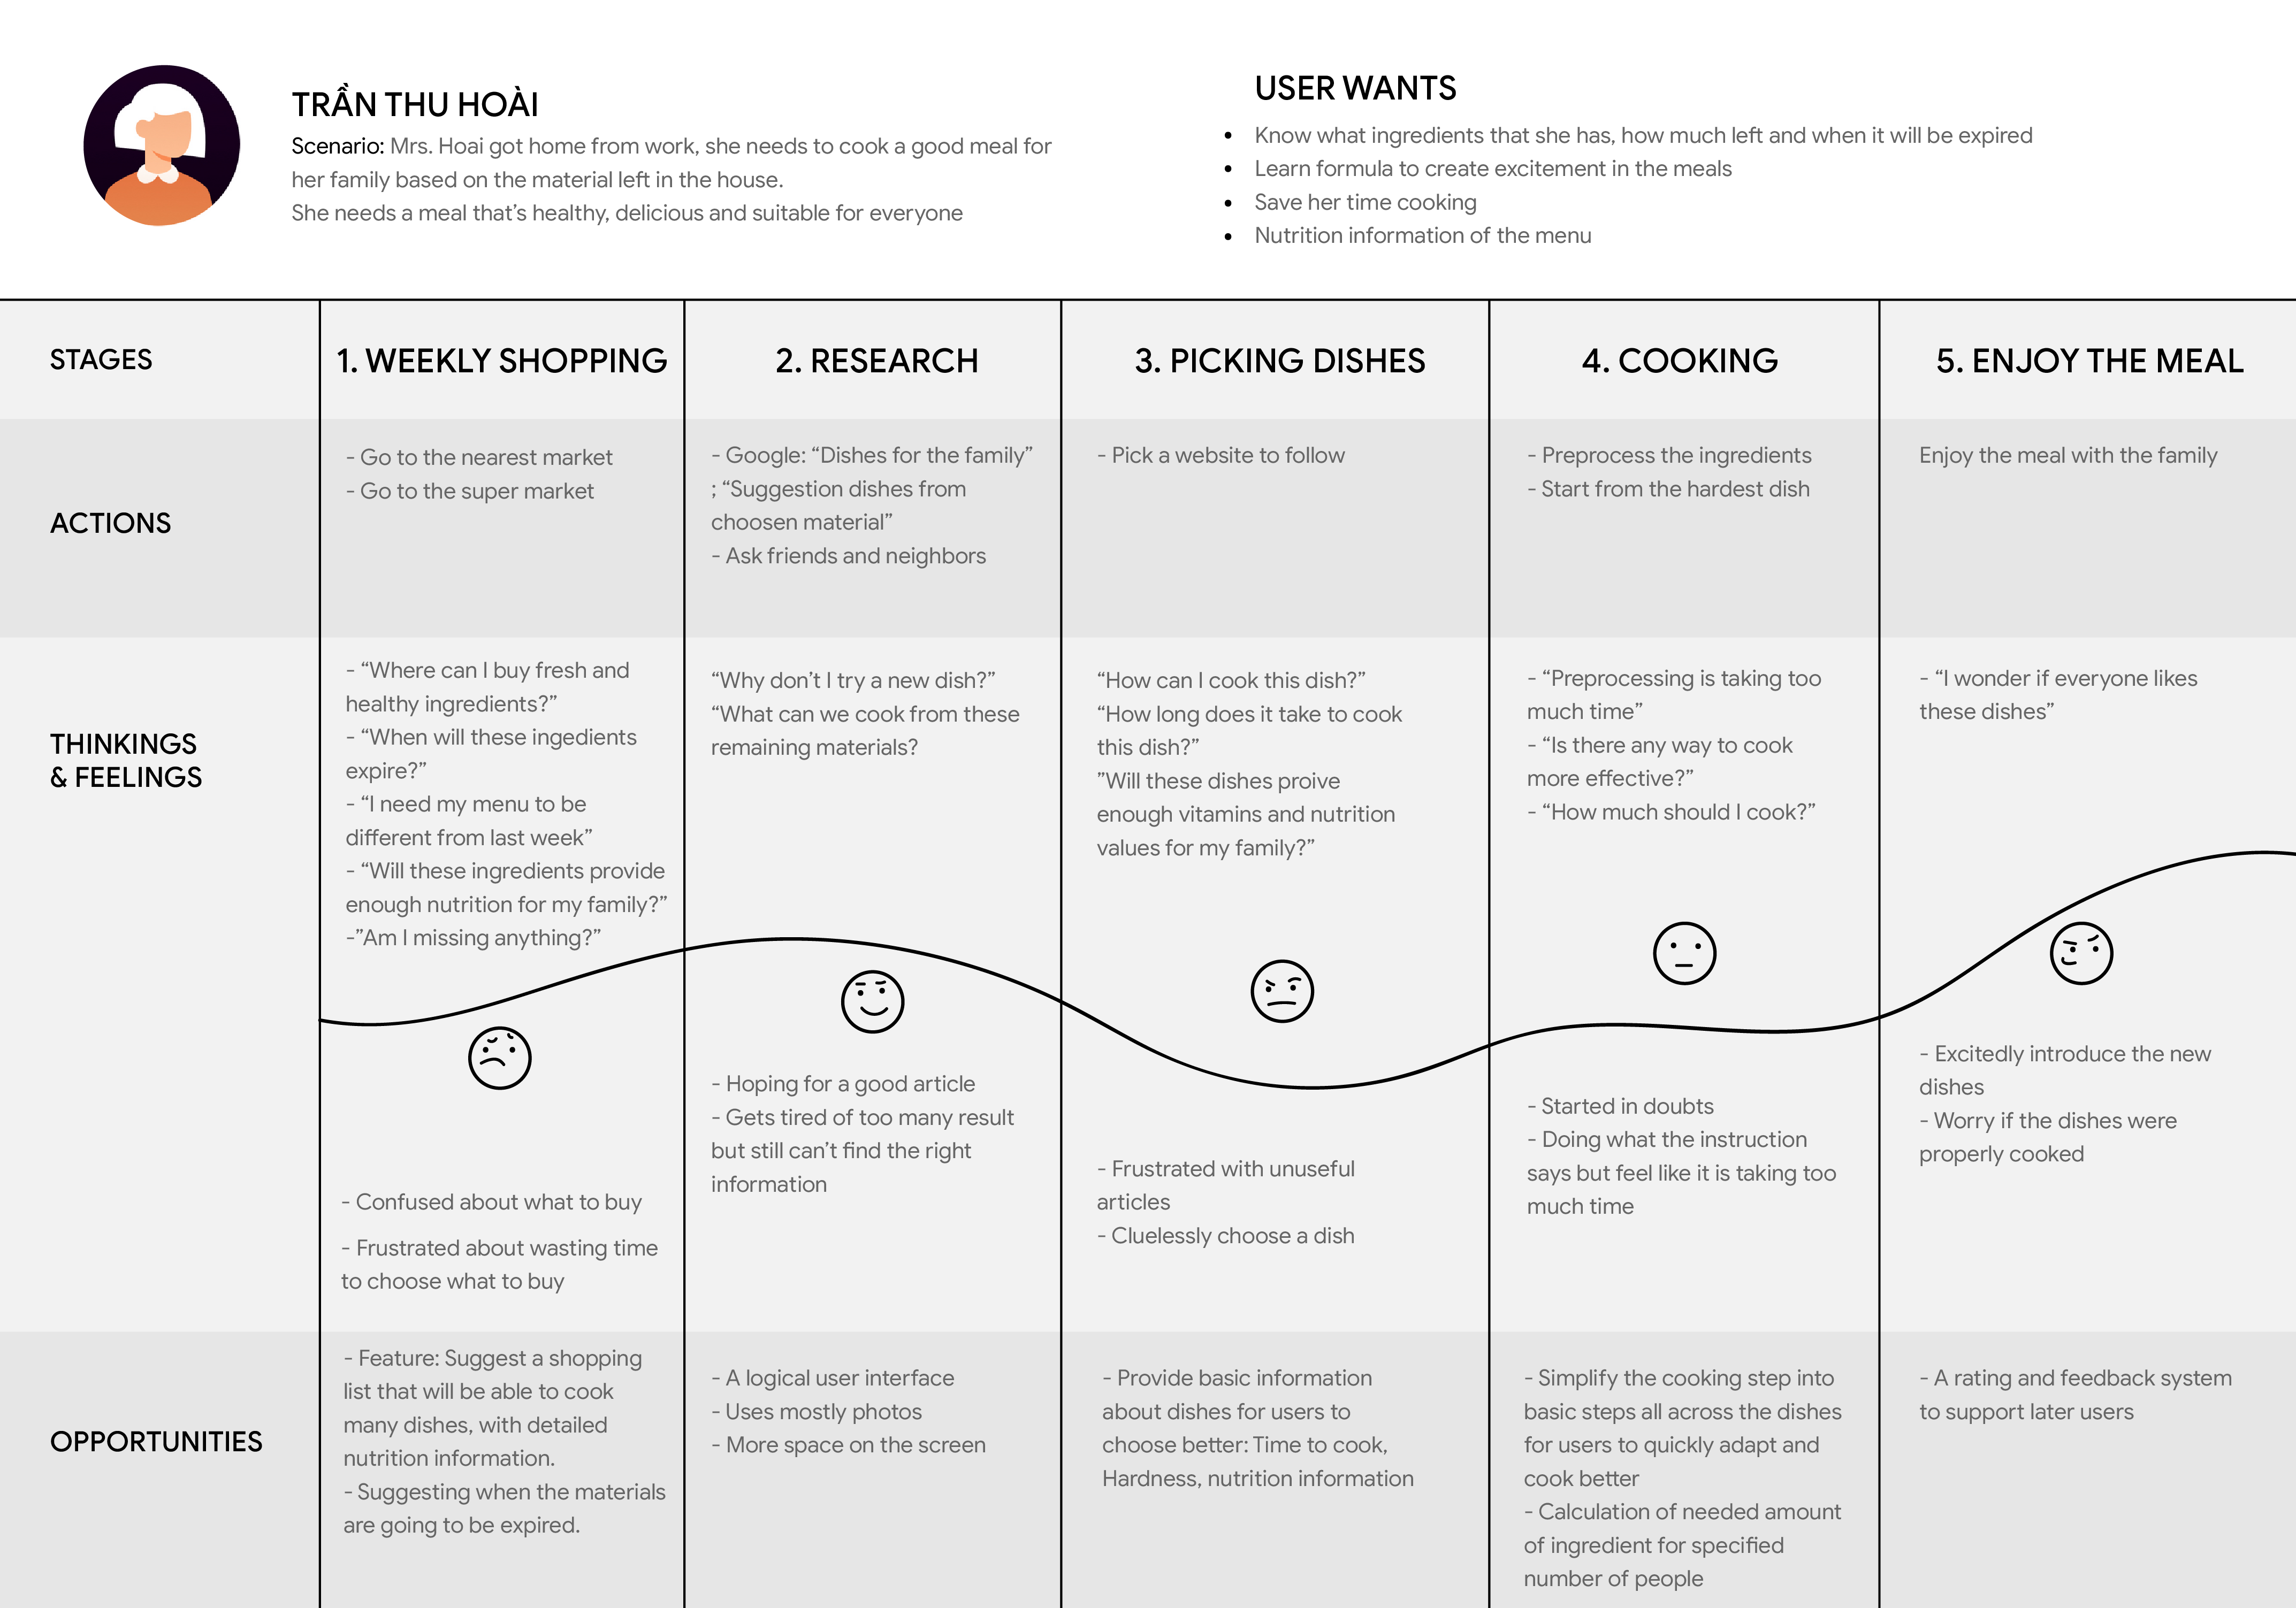 TRẦN THU HOÀI
Scenario: Mrs. Hoai got home from work, she needs to cook a good meal for
her family based on the material left in the house.
She needs a meal that’s healthy, delicious and suitable for everyone
USER WANTS
• Know what ingredients that she has, how much left and when it will be expired
• Learn formula to create excitement in the meals
• Save her time cooking
• Nutrition information of the menu
STAGES
1. WEEKLY SHOPPING
2. RESEARCH
3. PICKING DISHES
4. COOKING
5. ENJOY THE MEAL
ACTIONS
- Go to the nearest market
- Go to the super market
- Google: “Dishes for the family”
; “Suggestion dishes from
choosen material”
- Ask friends and neighbors
- Pick a website to follow
- Preprocess the ingredients
- Start from the hardest dish
Enjoy the meal with the family
THINKINGS
& FEELINGS
- “Where can I buy fresh and
healthy ingredients?”
- “When will these ingedients
expire?”
- “I need my menu to be
different from last week”
- “Will these ingredients provide
enough nutrition for my family?”
-”Am I missing anything?”
- Confused about what to buy
- Frustrated about wasting time
to choose what to buy
“Why don’t I try a new dish?”
“What can we cook from these
remaining materials?
- Hoping for a good article
- Gets tired of too many result
but still can’t find the right
information
“How can I cook this dish?”
“How long does it take to cook
this dish?”
”Will these dishes proive
enough vitamins and nutrition
values for my family?”
- Frustrated with unuseful
articles
- Cluelessly choose a dish
- “Preprocessing is taking too
much time”
- “Is there any way to cook
more effective?”
- “How much should I cook?”
- Started in doubts
- Doing what the instruction
says but feel like it is taking too
much time
- “I wonder if everyone likes
these dishes”
- Excitedly introduce the new
dishes
- Worry if the dishes were
properly cooked
OPPORTUNITIES
- Feature: Suggest a shopping
list that will be able to cook
many dishes, with detailed
nutrition information.
- Suggesting when the materials
are going to be expired.
- A logical user interface
- Uses mostly photos
- More space on the screen
- Provide basic information
about dishes for users to
choose better: Time to cook,
Hardness, nutrition information
- Simplify the cooking step into
basic steps all across the dishes
for users to quickly adapt and
cook better
- Calculation of needed amount
of ingredient for specified
number of people
- A rating and feedback system
to support later users